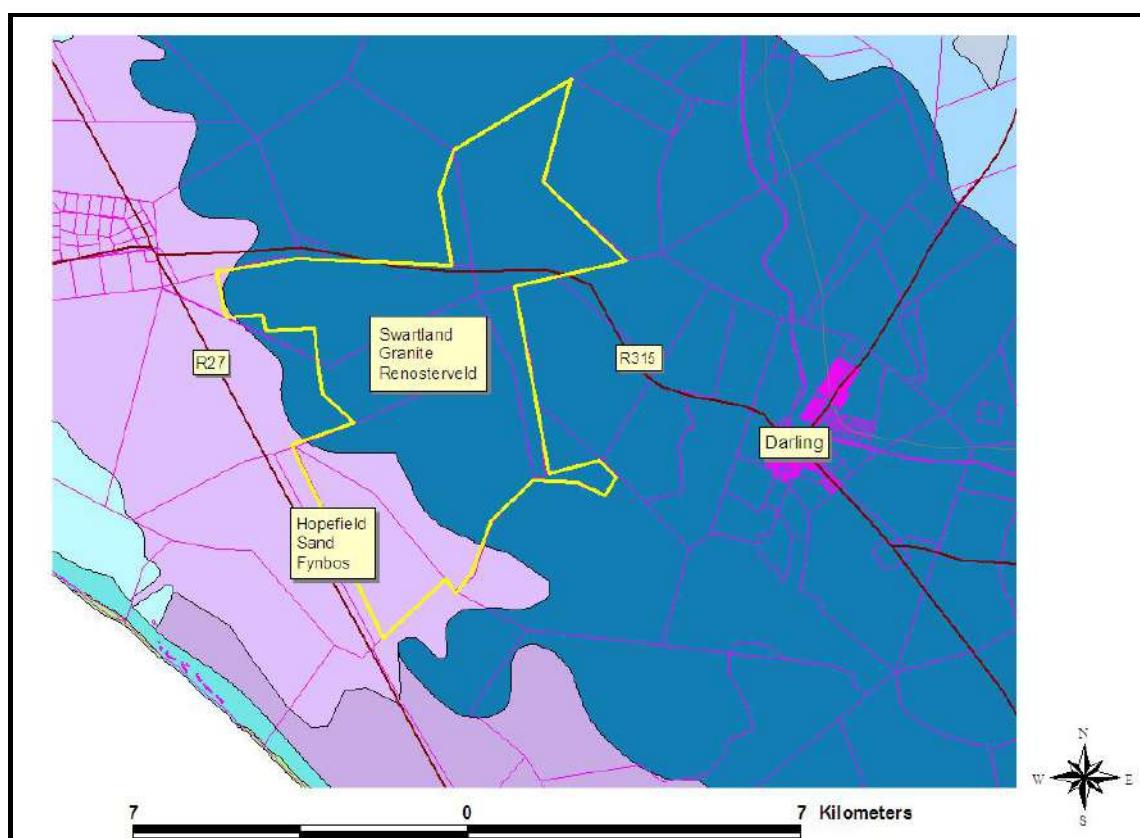 Swartland
Granite
Renosterveld
R27
R315
Darling
Hopefield
Sand
Fynbos
N
W E
S
7 0 7 Kilometers